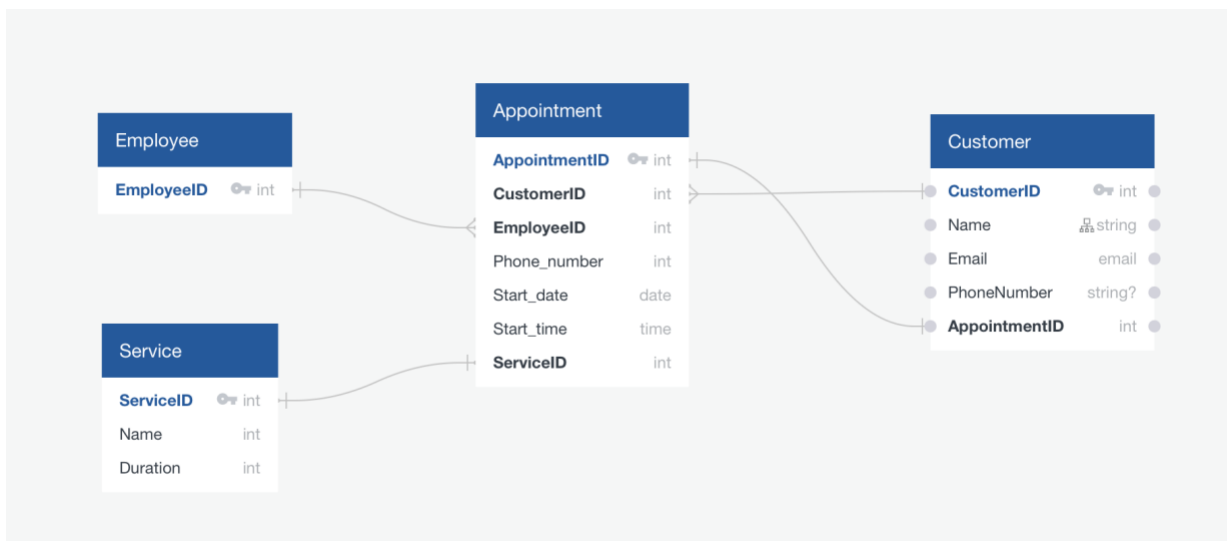 Employee
EmployeeID int
Service
ServiceID int
Name int
Duration int
Appointment
AppointmentID int
CustomerID int
EmployeeID int
Phone_number int
Start_date date
Start_time time
ServiceID int
Customer
CustomerID int
Name string
Email email
PhoneNumber string?
AppointmentID int